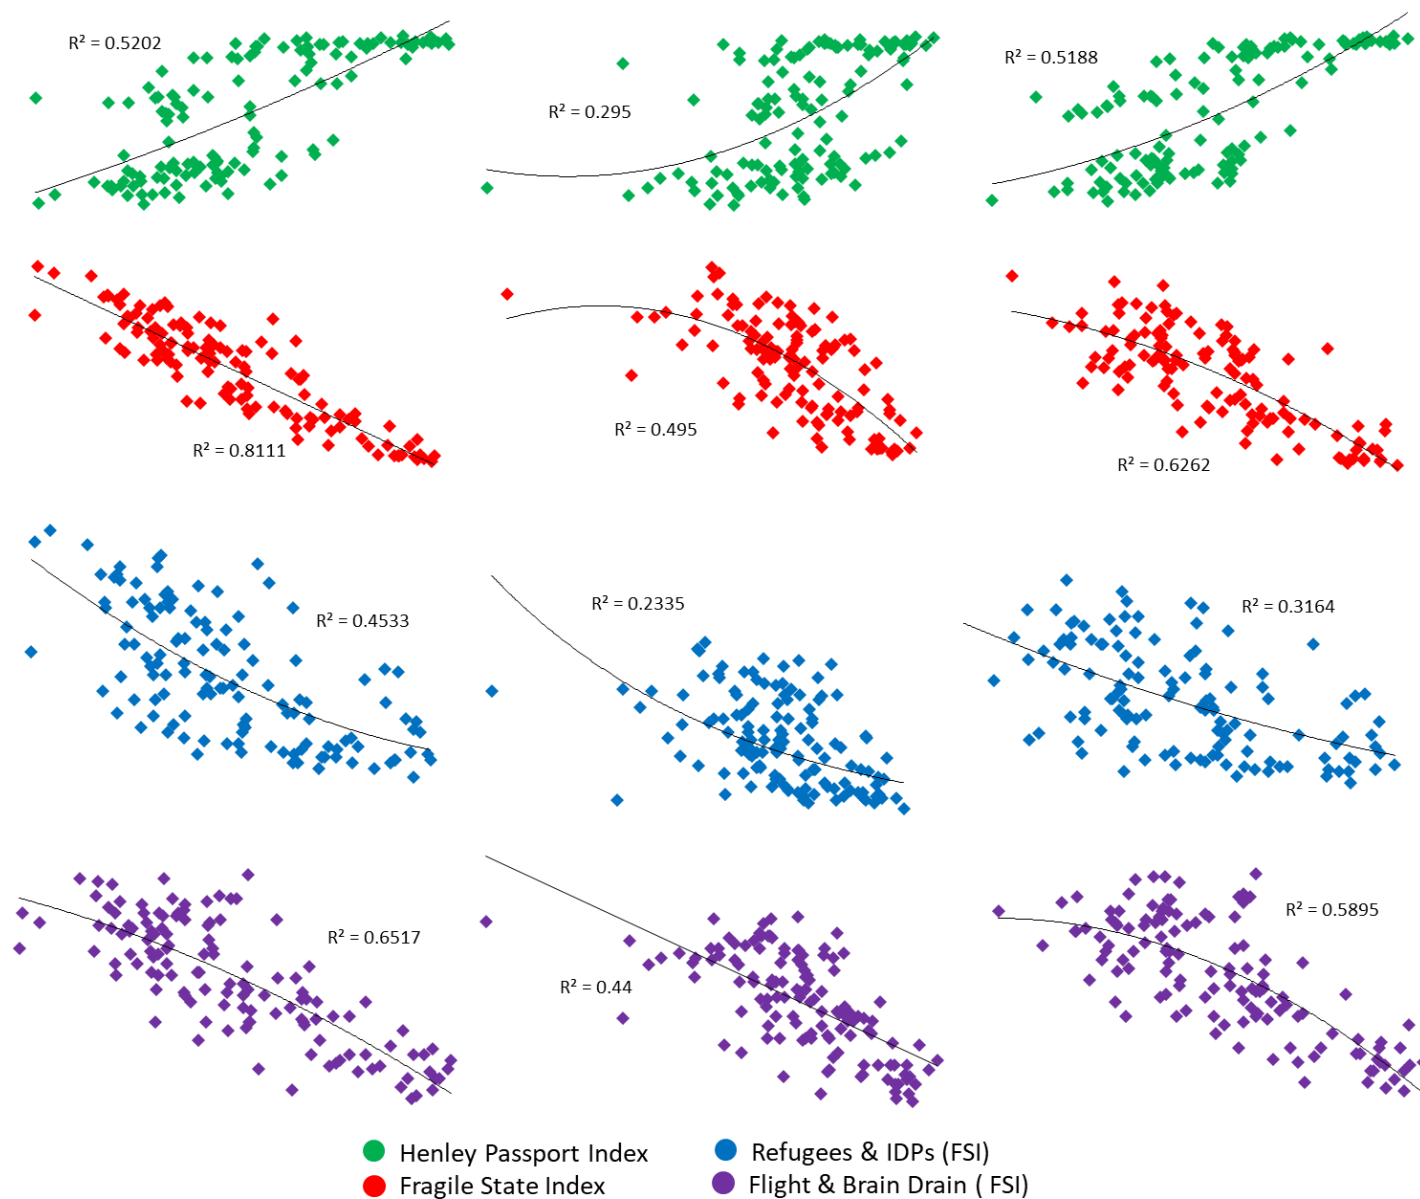 R² = 0.5202
R² = 0.295
R² = 0.5188
R² = 0.8111
R² = 0.495
R² = 0.6262
R² = 0.4533
R² = 0.2335
R² = 0.3164
R² = 0.6517
R² = 0.44
R² = 0.5895
Henley Passport Index
Refugees & IDPs (FSI)
Fragile State Index
Flight & Brain Drain ( FSI)